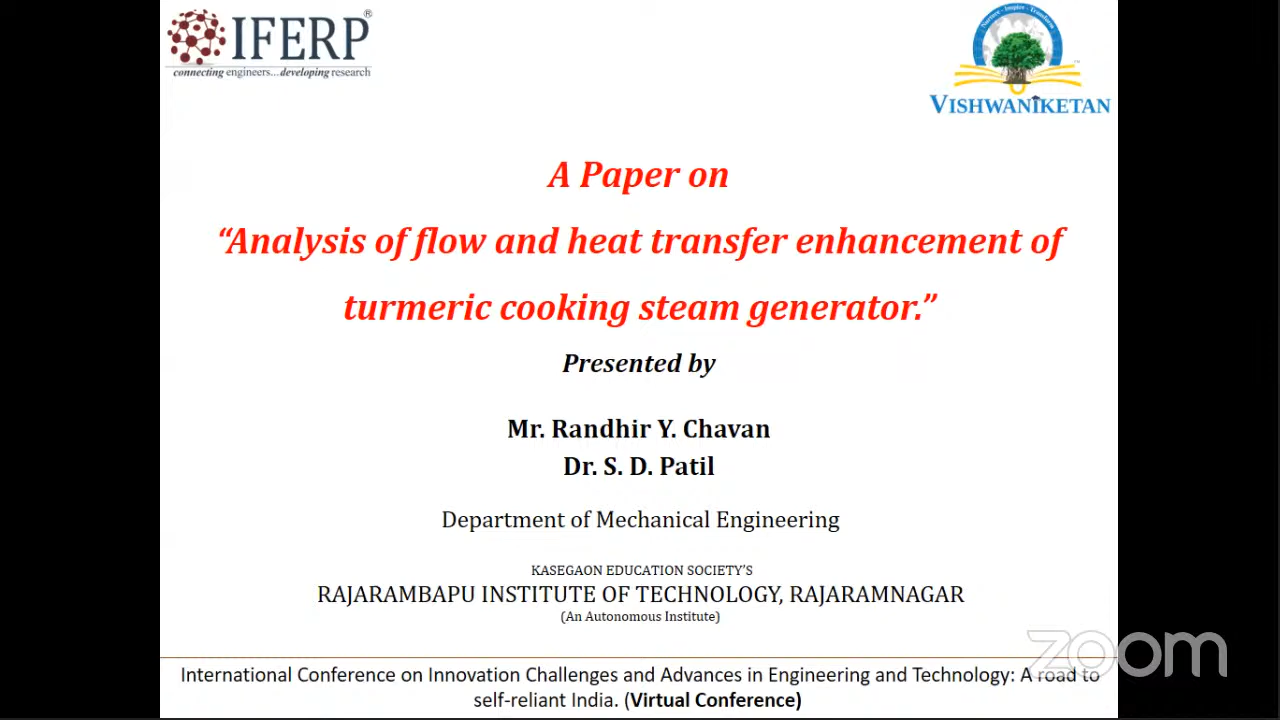 IFERP®
connecting engineers...developing research
Nurture - Inspire - Transform
VISHWANIKETAN
A Paper on
“Analysis of flow and heat transfer enhancement of
turmeric cooking steam generator.”
Presented by
Mr. Randhir Y. Chavan
Dr. S. D. Patil
Department of Mechanical Engineering
KASEGAON EDUCATION SOCIETY’S
RAJARAMBAPU INSTITUTE OF TECHNOLOGY, RAJARAMNAGAR
(An Autonomous Institute)
zoom
International Conference on Innovation Challenges and Advances in Engineering and Technology: A road to
self-reliant India. (Virtual Conference)